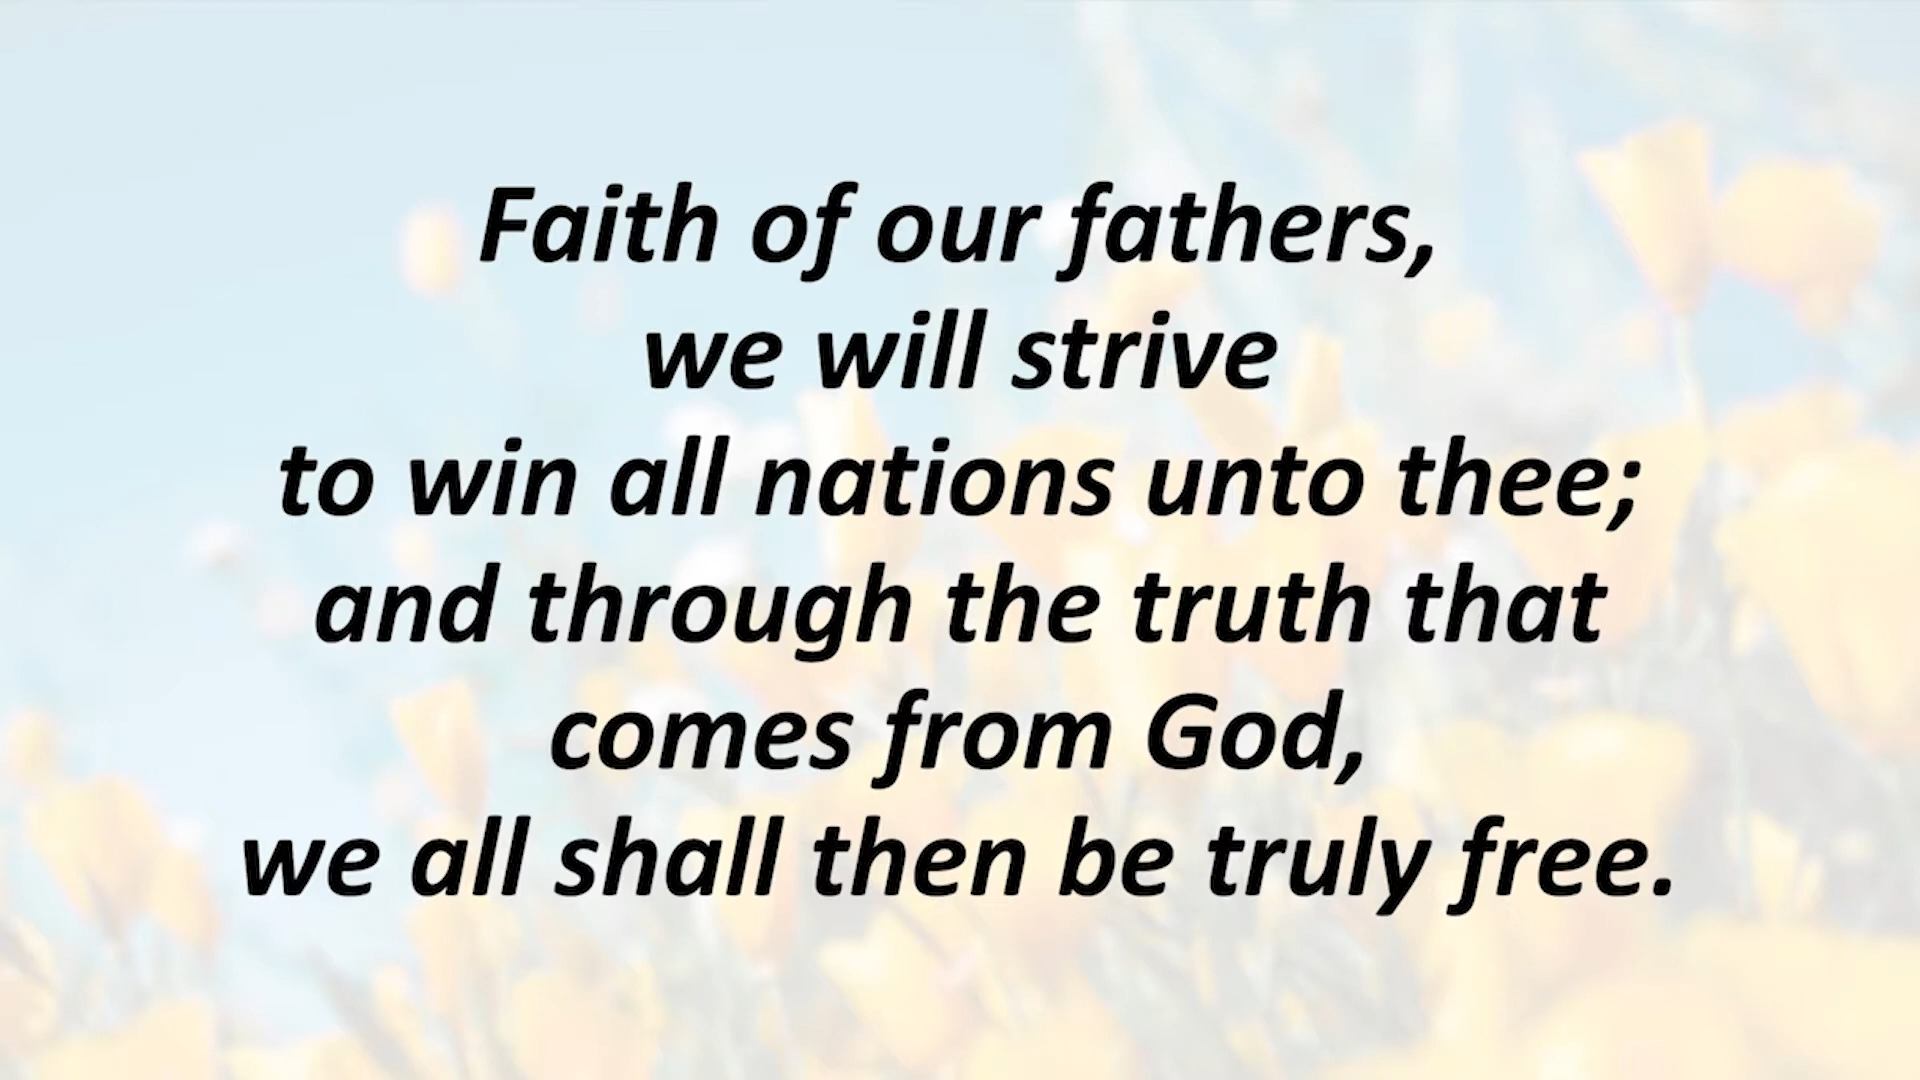 Faith of our fathers,
we will strive
to win all nations unto thee;
and through the truth that
comes from God,
we all shall then be truly free.